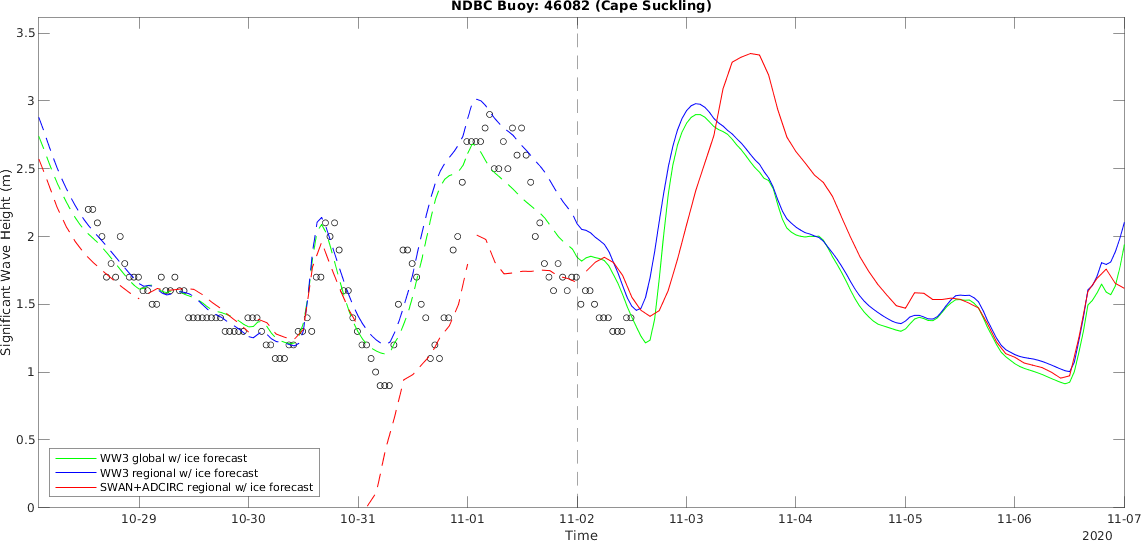 NDBC Buoy: 46082 (Cape Suckling)
Significant Wave Height (m)
3.5
3
2.5
2
1.5
1
0.5
0
WW3 global w/ ice forecast
WW3 regional w/ ice forecast
SWAN+ADCIRC regional w/ ice forecast
10-29 10-30 10-31 11-01 11-02 11-03 11-04 11-05 11-06 11-07
Time
2020